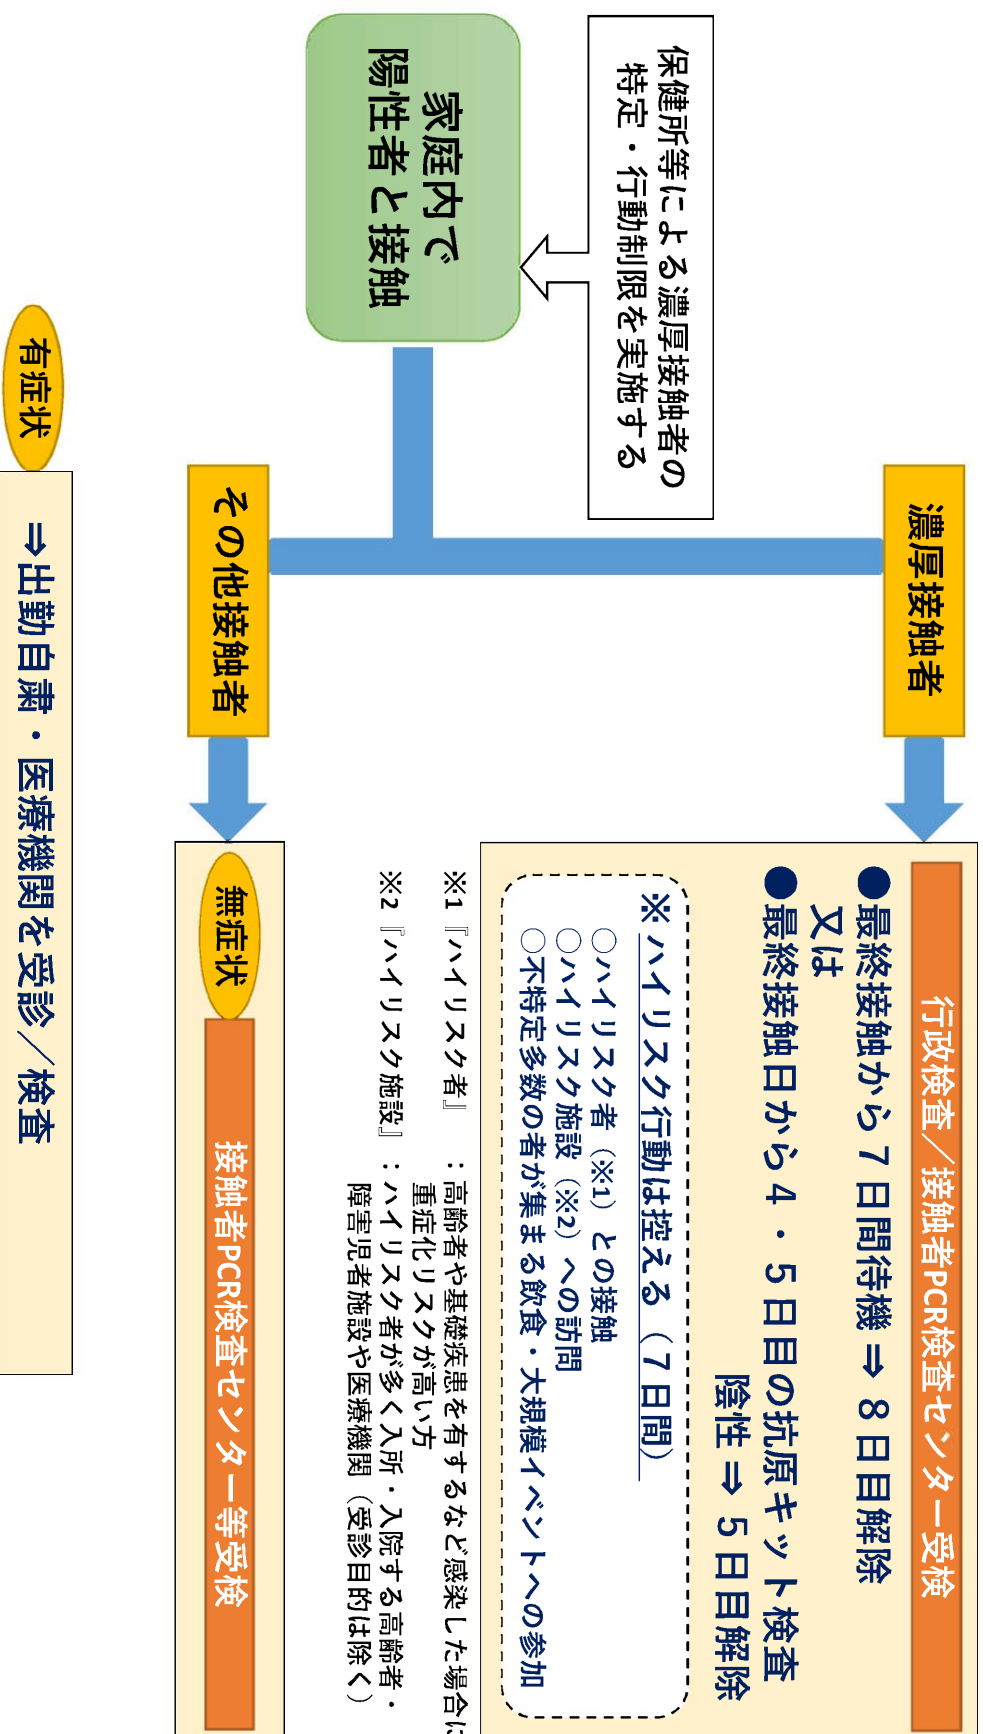 保健所等による濃厚接触者の
特定・行動制限を実施する
家庭内で
陽性者と接触
濃厚接触者
行政検査／接触者PCR検査センター受検
●最終接触から７日間待機 ⇒ ８日目解除
又は
●最終接触日から４・５日目の抗原キット検査
陰性 ⇒ ５日目解除
※ハイリスク行動は控える（７日間）
○ハイリスク者（※1）との接触
○ハイリスク施設（※2）への訪問
○不特定多数の者が集まる飲食・大規模イベントへの参加
※1『ハイリスク者』：高齢者や基礎疾患を有するなど感染した場合に
重症化リスクが高い方
※2『ハイリスク施設』：ハイリスク者が多く入所・入院する高齢者・
障害児者施設や医療機関（受診目的は除く）
その他接触者
無症状
接触者PCR検査センター等受検
有症状
⇒出勤自粛・医療機関を受診／検査